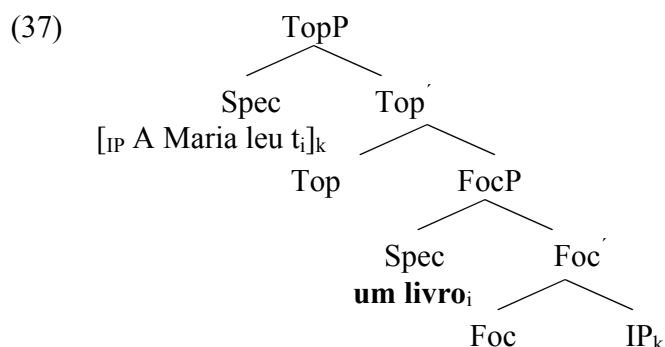 (37) TopP
Spec Top´
[IP A Maria leu ti]k
Top FocP
Spec Foc´
um livroi
Foc IPk